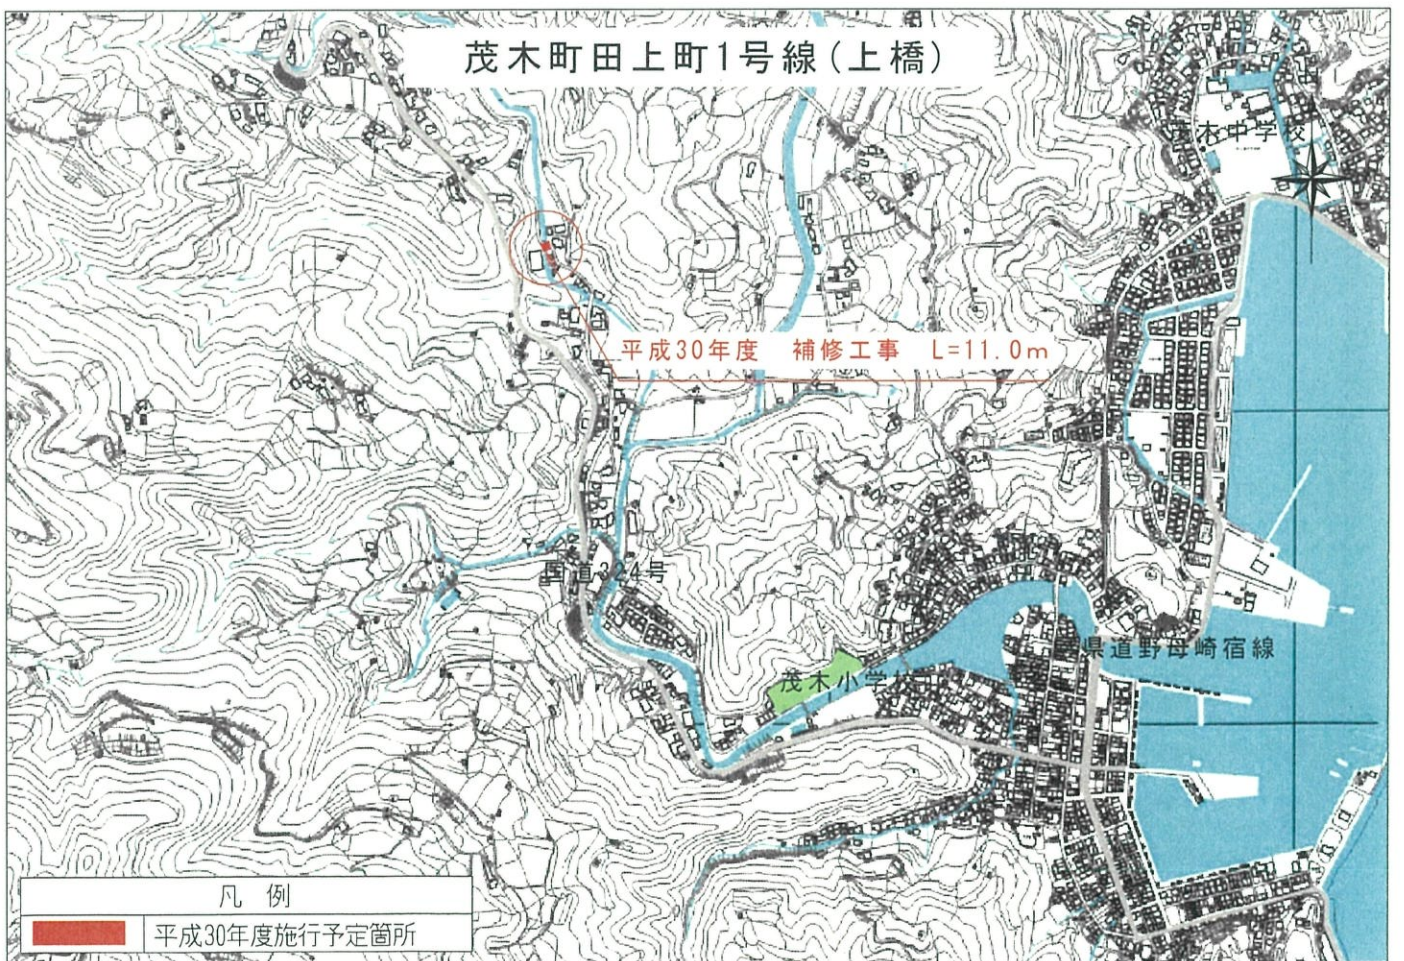 茂木町田上町1号線(上橋)
茂木中学校
平成30年度 補修工事 L=11.0m
国道324号
県道野母崎宿線
茂木小学校
凡例
平成30年度施行予定箇所